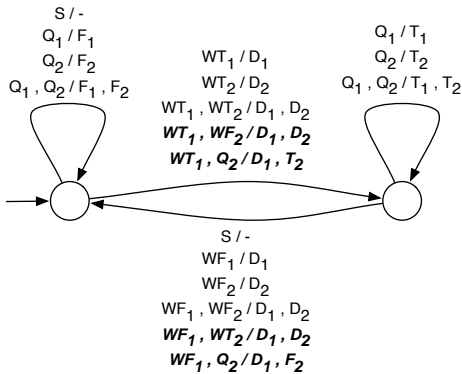 S / -
Q1 / F1
Q2 / F2
Q1 , Q2 / F1 , F2
WT1 / D1
WT2 / D2
WT1 , WT2 / D1 , D2
WT1 , WF2 / D1 , D2
WT1 , Q2 / D1 , T2
Q1 / T1
Q2 / T2
Q1 , Q2 / T1 , T2
S / -
WF1 / D1
WF2 / D2
WF1 , WF2 / D1 , D2
WF1 , WT2 / D1 , D2
WF1 , Q2 / D1 , F2